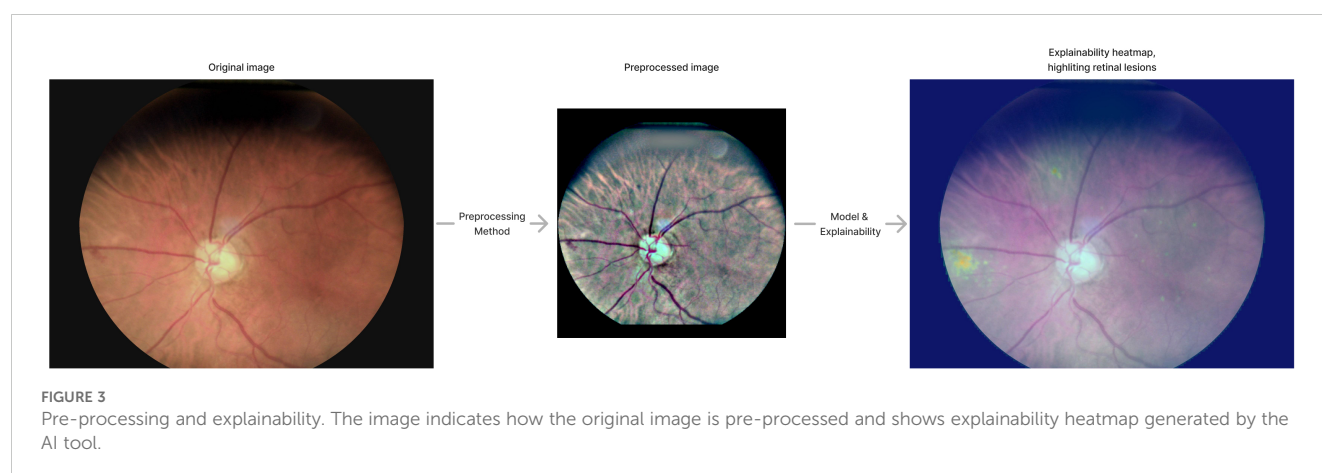 Original image
Preprocessed image
Explainability heatmap,
highliting retinal lesions
Preprocessing
Method
Model &
Explainability
FIGURE 3
Pre-processing and explainability. The image indicates how the original image is pre-processed and shows explainability heatmap generated by the
AI tool.